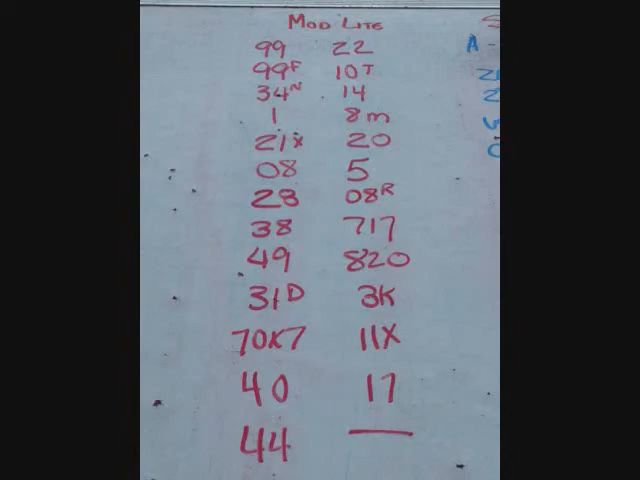 MOD LITE
99 22
99F 10T
34N 14
1 8m
21x 20
08 5
28 08R
38 717
49 820
31D 3K
70K7 11X
40 17
44 —